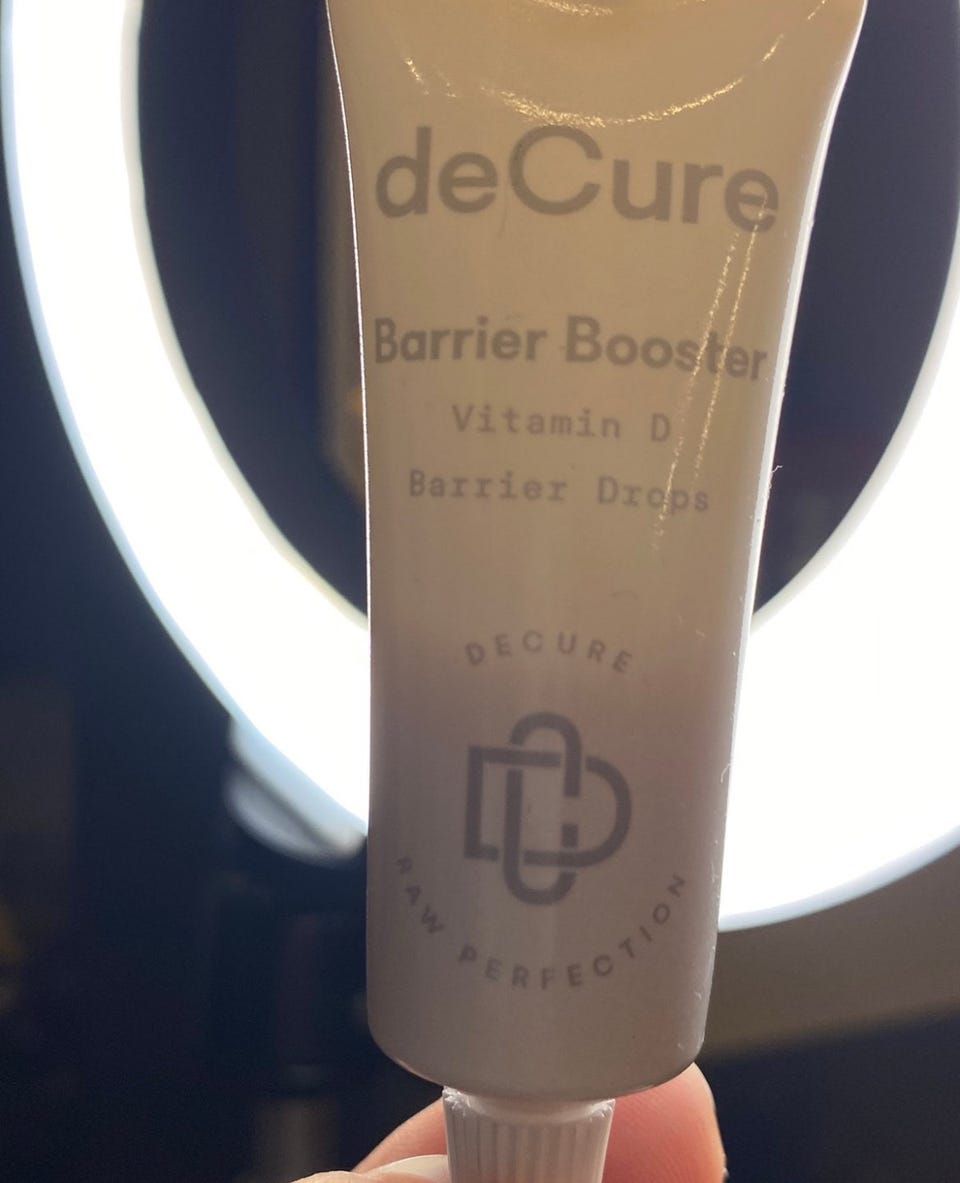 deCure
Barrier Booster
Vitamin D
Barrier Drops
DECURE
RAW PERFECTION